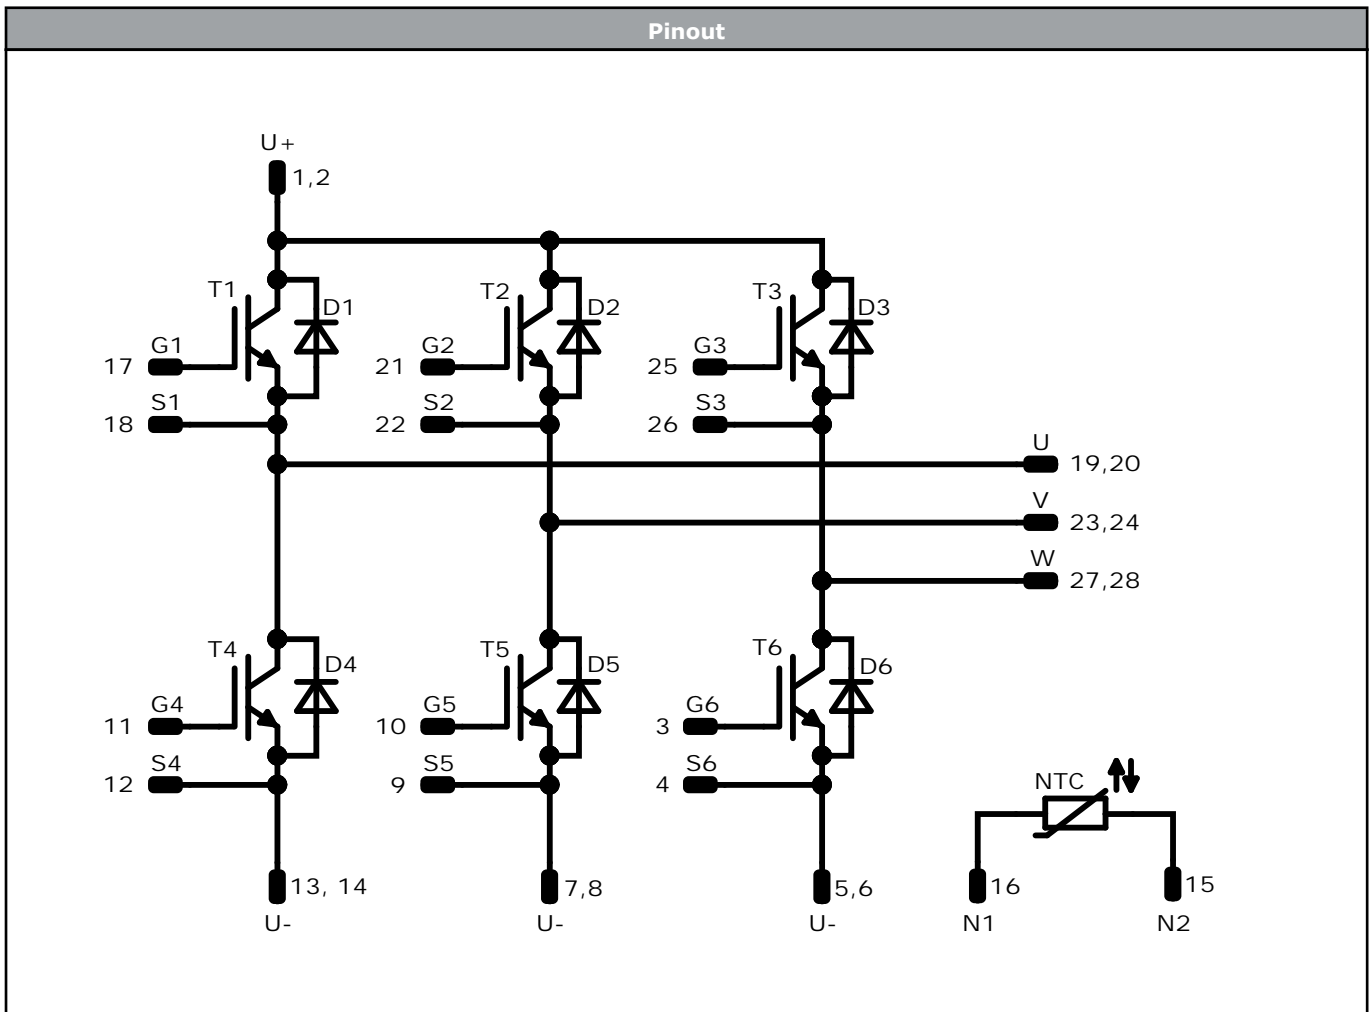 Pinout
U+
1,2
T1
D1
T2
D2
T3
D3
G1
17
G2
21
G3
25
S1
18
S2
22
S3
26
U
19,20
V
23,24
W
27,28
T4
D4
T5
D5
T6
D6
G4
11
G5
10
G6
3
S4
12
S5
9
S6
4
NTC
13, 14
7,8
5,6
16
15
U-
U-
U-
N1
N2